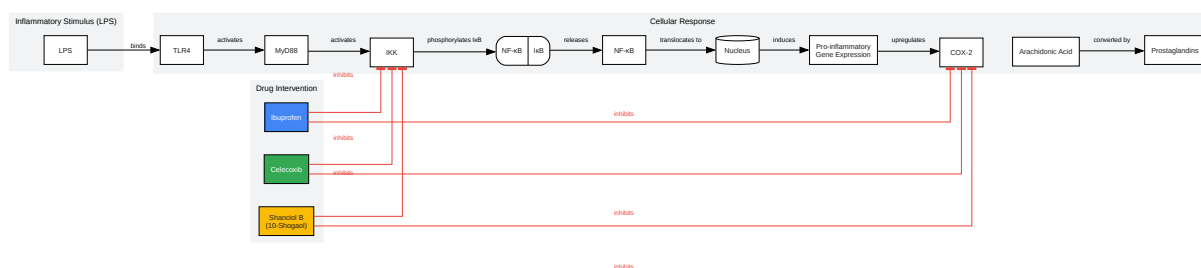 Inflammatory Stimulus (LPS)
Cellular Response
LPS
binds
TLR4
activates
MyD88
activates
IKK
phosphorylates IκB
NF-κB
IκB
releases
NF-κB
translocates to
Nucleus
induces
Pro-inflammatory
Gene Expression
upregulates
COX-2
Arachidonic Acid
converted by
Prostaglandins
inhibits
Drug Intervention
Ibuprofen
inhibits
inhibits
Celecoxib
inhibits
Shanciol B
(10-Shogaol)
inhibits
inhibits